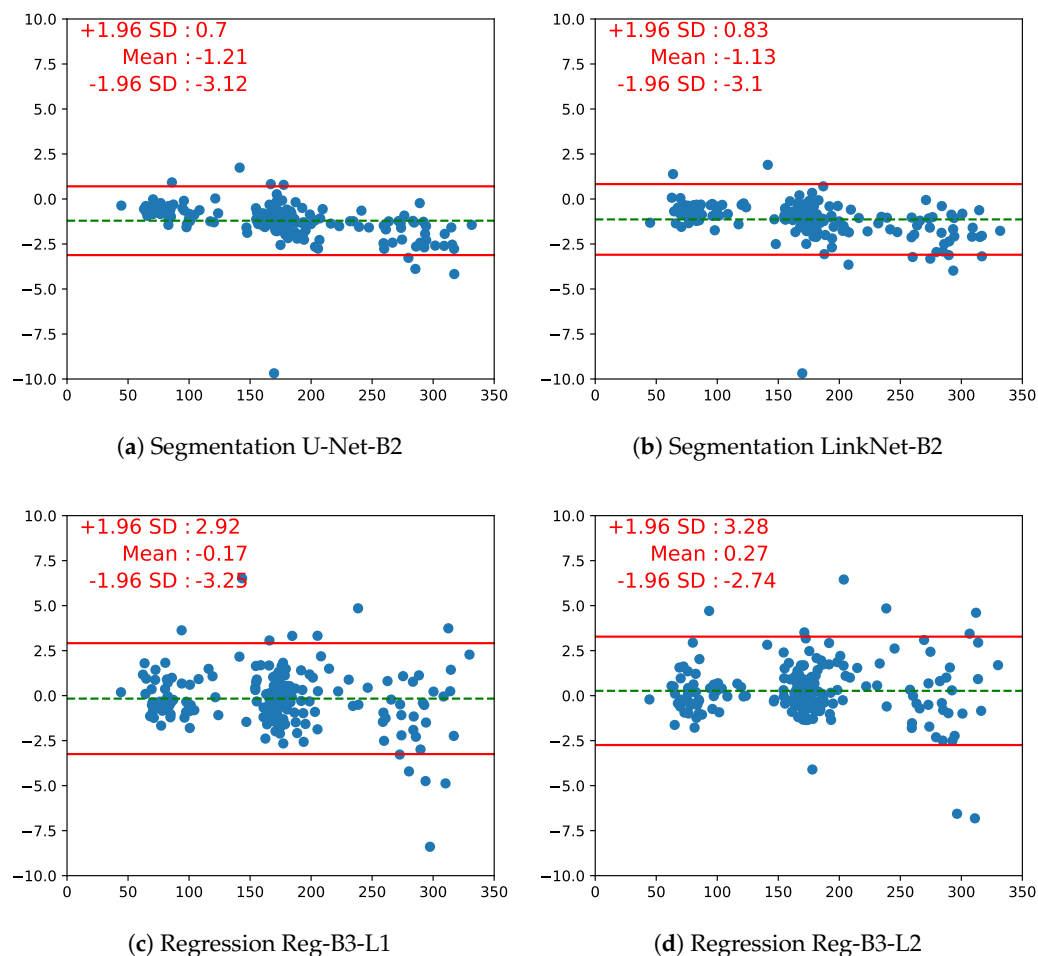 10.0
7.5
5.0
2.5
0.0
−2.5
−5.0
−7.5
−10.0
+1.96 SD : 0.7
Mean : -1.21
-1.96 SD : -3.12
0 50 100 150 200 250 300 350
(a) Segmentation U-Net-B2
10.0
7.5
5.0
2.5
0.0
−2.5
−5.0
−7.5
−10.0
+1.96 SD : 0.83
Mean : -1.13
-1.96 SD : -3.1
0 50 100 150 200 250 300 350
(b) Segmentation LinkNet-B2
10.0
7.5
5.0
2.5
0.0
−2.5
−5.0
−7.5
−10.0
+1.96 SD : 2.92
Mean : -0.17
-1.96 SD : -3.25
0 50 100 150 200 250 300 350
(c) Regression Reg-B3-L1
10.0
7.5
5.0
2.5
0.0
−2.5
−5.0
−7.5
−10.0
+1.96 SD : 3.28
Mean : 0.27
-1.96 SD : -2.74
0 50 100 150 200 250 300 350
(d) Regression Reg-B3-L2